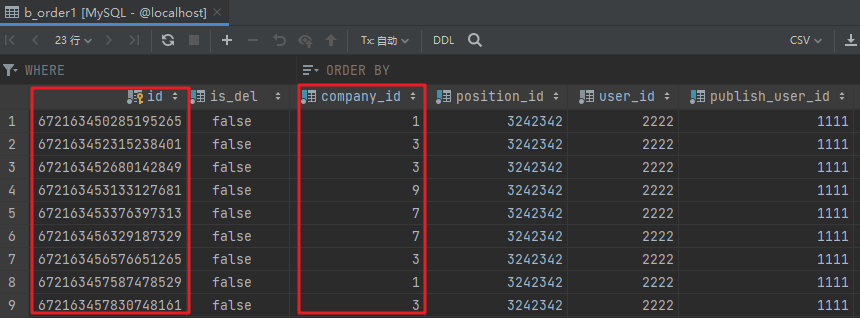 b_order1 [MySQL - @localhost]
23 行 Tx: 自动 DDL CSV
WHERE ORDER BY
id is_del company_id position_id user_id publish_user_id
1 672163450285195265 false 1 3242342 2222 1111
2 672163452315238401 false 3 3242342 2222 1111
3 672163452680142849 false 3 3242342 2222 1111
4 672163453133127681 false 9 3242342 2222 1111
5 672163453376397313 false 7 3242342 2222 1111
6 672163456329187329 false 7 3242342 2222 1111
7 672163456576651265 false 3 3242342 2222 1111
8 672163457587478529 false 1 3242342 2222 1111
9 672163457830748161 false 3 3242342 2222 1111